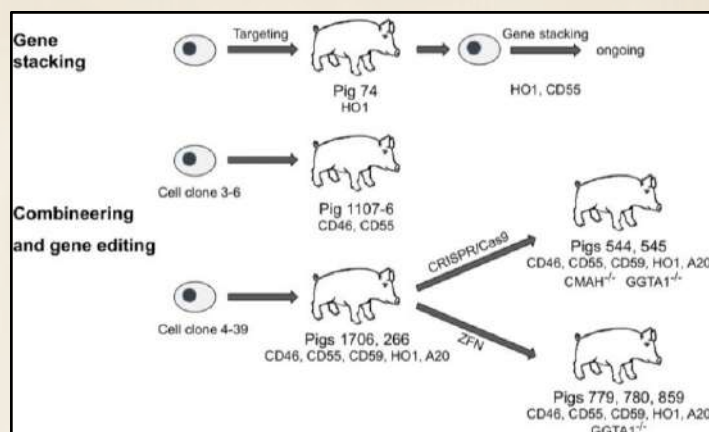 Gene
stacking
Targeting
Pig 74
HO1
Gene stacking
ongoing
HO1, CD55
Combineering
and gene editing
Cell clone 3-6
Pig 1107-6
CD46, CD55
Cell clone 4-39
Pigs 1706, 266
CD46, CD55, CD59, HO1, A20
CRISPR/Cas9
Pigs 544, 545
CD46, CD55, CD59, HO1, A20
CMAH-/- GGTA1-/-
ZFN
Pigs 779, 780, 859
CD46, CD55, CD59, HO1, A20
GGTA1-/-